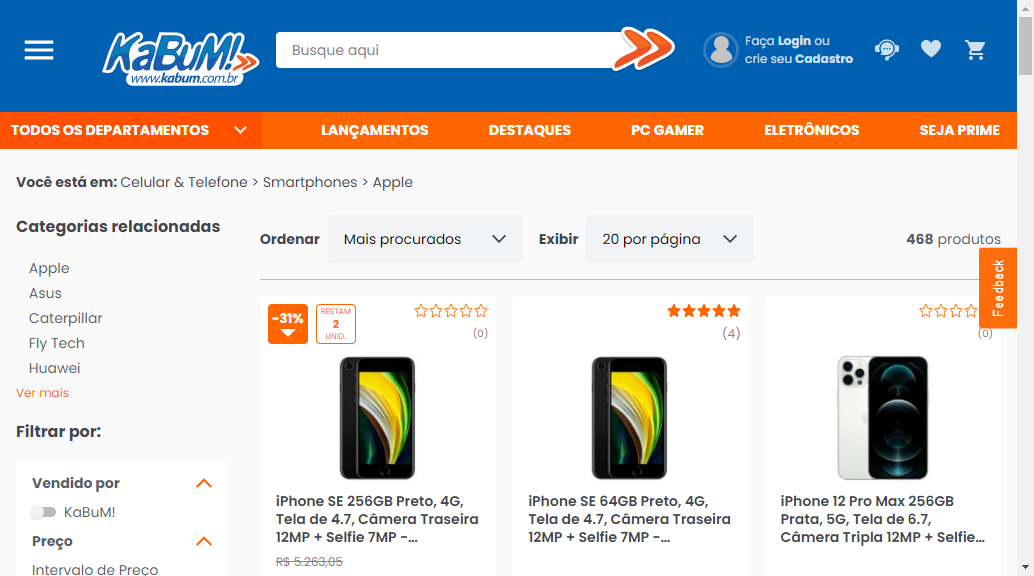 KaBuM!
www.kabum.com.br
Busque aqui
Faça Login ou
crie seu Cadastro
TODOS OS DEPARTAMENTOS
LANÇAMENTOS
DESTAQUES
PC GAMER
ELETRÔNICOS
SEJA PRIME
Você está em: Celular & Telefone > Smartphones > Apple
Categorias relacionadas
Apple
Asus
Caterpillar
Fly Tech
Huawei
Ver mais
Filtrar por:
Vendido por
KaBuM!
Preço
Intervalo de Preço
Ordenar
Mais procurados
Exibir
20 por página
468 produtos
Feedback
-31%
RESTAM
2
UNID.
(0)
iPhone SE 256GB Preto, 4G,
Tela de 4.7, Câmera Traseira
12MP + Selfie 7MP -...
R$ 5.263,05
(4)
iPhone SE 64GB Preto, 4G,
Tela de 4.7, Câmera Traseira
12MP + Selfie 7MP -...
(0)
iPhone 12 Pro Max 256GB
Prata, 5G, Tela de 6.7,
Câmera Tripla 12MP + Selfie...